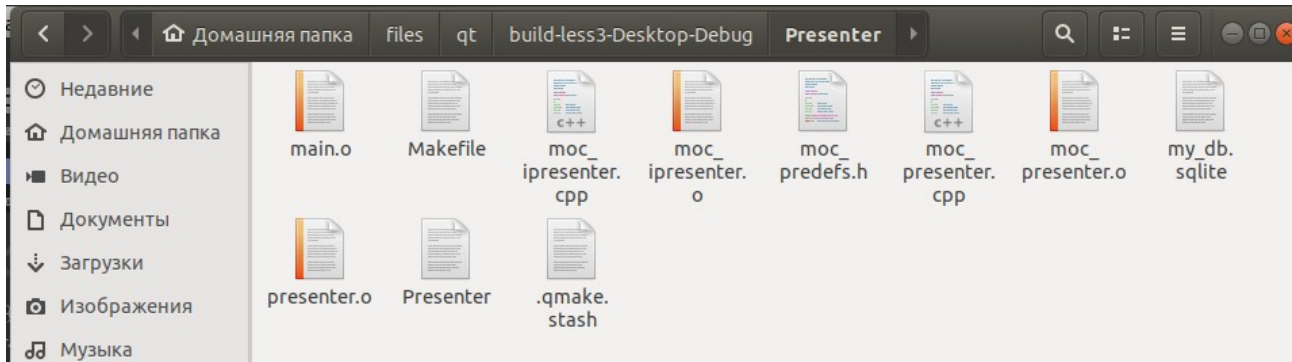 Домашняя папка files qt build-less3-Desktop-Debug Presenter
Недавние
Домашняя папка
Видео
Документы
Загрузки
Изображения
Музыка
main.o
Makefile
moc_
ipresenter.
cpp
moc_
ipresenter.
o
moc_
predefs.h
moc_
presenter.
cpp
moc_
presenter.o
my_db.
sqlite
presenter.o
Presenter
.qmake.
stash